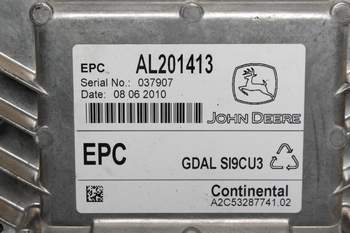 EPC AL201413
Serial No.: 037907
Date: 08 06 2010
JOHN DEERE
EPC
GDAL SI9CU3
Continental
A2C53287741.02